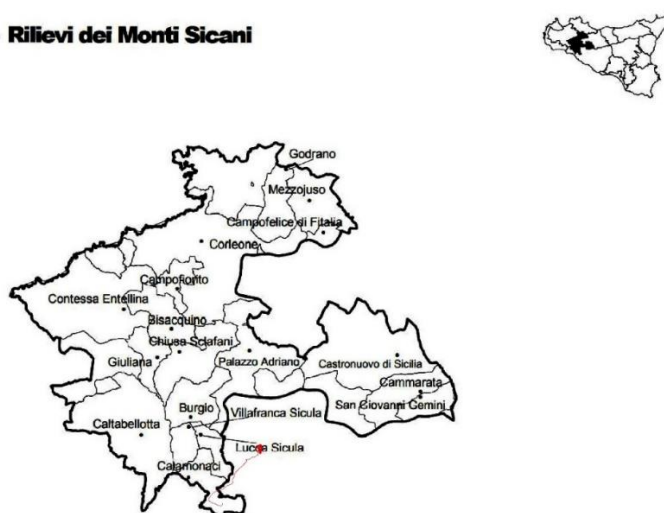 Rilievi dei Monti Sicani
Godrano
Mezzojuso
Campofelice di Fitalia
Corleone
Campofiorito
Contessa Entellina
Bisacquino
Chiusa Sclafani
Giuliana
Palazzo Adriano
Castronuovo di Sicilia
Cammarata
San Giovanni Gemini
Burgio
Villafranca Sicula
Caltabellotta
Lucca Sicula
Calamonaci